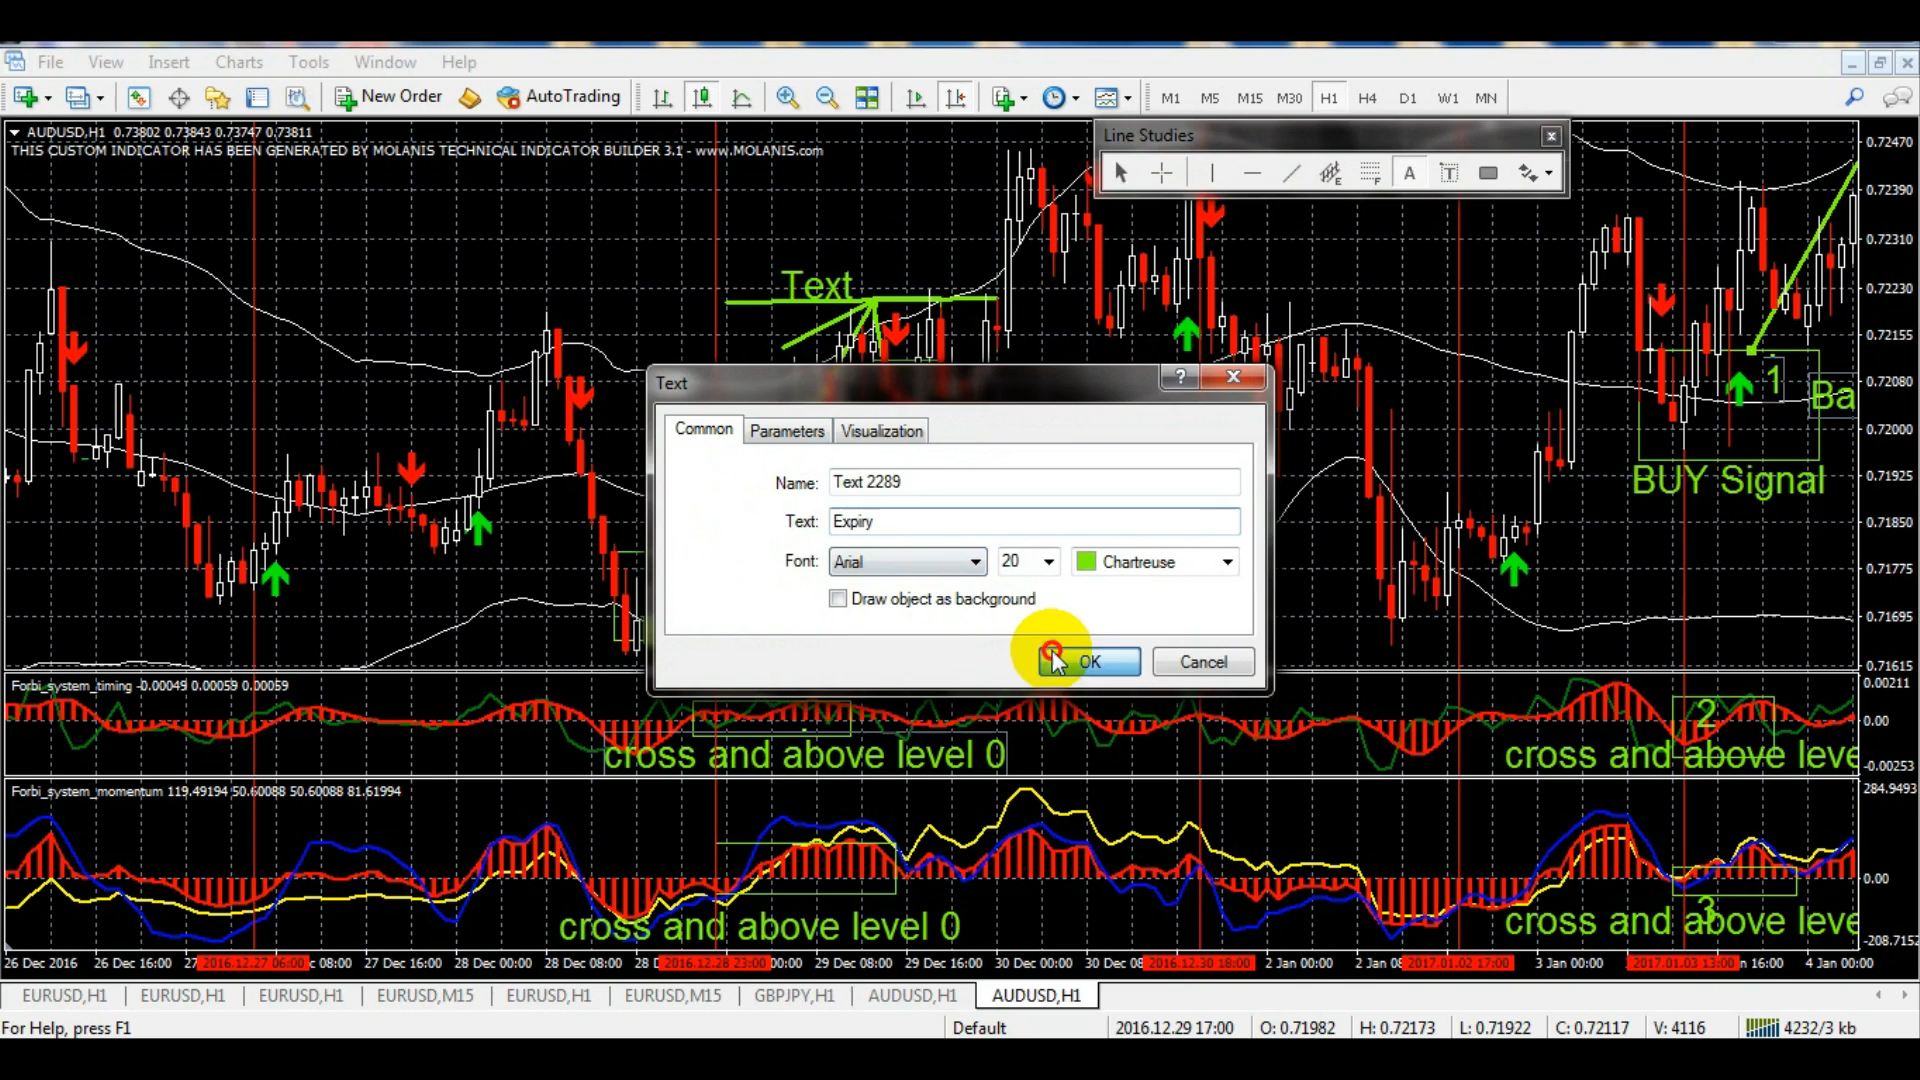 File View Insert Charts Tools Window Help
New Order AutoTrading M1 M5 M15 M30 H1 H4 D1 W1 MN
AUDUSD,H1 0.73802 0.73843 0.73747 0.73811
THIS CUSTOM INDICATOR HAS BEEN GENERATED BY MOLANIS TECHNICAL INDICATOR BUILDER 3.1 - www.MOLANIS.com
Line Studies
E F A T
0.72470
0.72390
0.72310
0.72230
0.72155
0.72080
0.72000
0.71925
0.71850
0.71775
0.71695
0.71615
Text
1
Ba
BUY Signal
Text
Common Parameters Visualization
Name: Text 2289
Text: Expiry
Font: Arial 20 Chartreuse
Draw object as background
OK Cancel
Forbi_system_timing -0.00049 0.00059 0.00059
0.00211
2
0.00
cross and above level 0
cross and above leve
-0.00253
Forbi_system_momentum 119.49194 50.60088 50.60088 81.61994
284.9493
0.00
3
cross and above level 0
cross and above leve
-208.7152
26 Dec 2016 26 Dec 16:00 27 2016.12.27 06:00 c 08:00 27 Dec 16:00 28 Dec 00:00 28 Dec 08:00 28 D 2016.12.28 23:00 00:00 29 Dec 08:00 29 Dec 16:00 30 Dec 00:00 30 Dec 08 2016.12.30 18:00 2 Jan 00:00 2 Jan 08 2017.01.02 17:00 3 Jan 00:00 2017.01.03 13:00 n 16:00 4 Jan 00:00
EURUSD,H1 EURUSD,H1 EURUSD,H1 EURUSD,M15 EURUSD,H1 EURUSD,M15 GBPJPY,H1 AUDUSD,H1 AUDUSD,H1
For Help, press F1 Default 2016.12.29 17:00 O: 0.71982 H: 0.72173 L: 0.71922 C: 0.72117 V: 4116 4232/3 kb